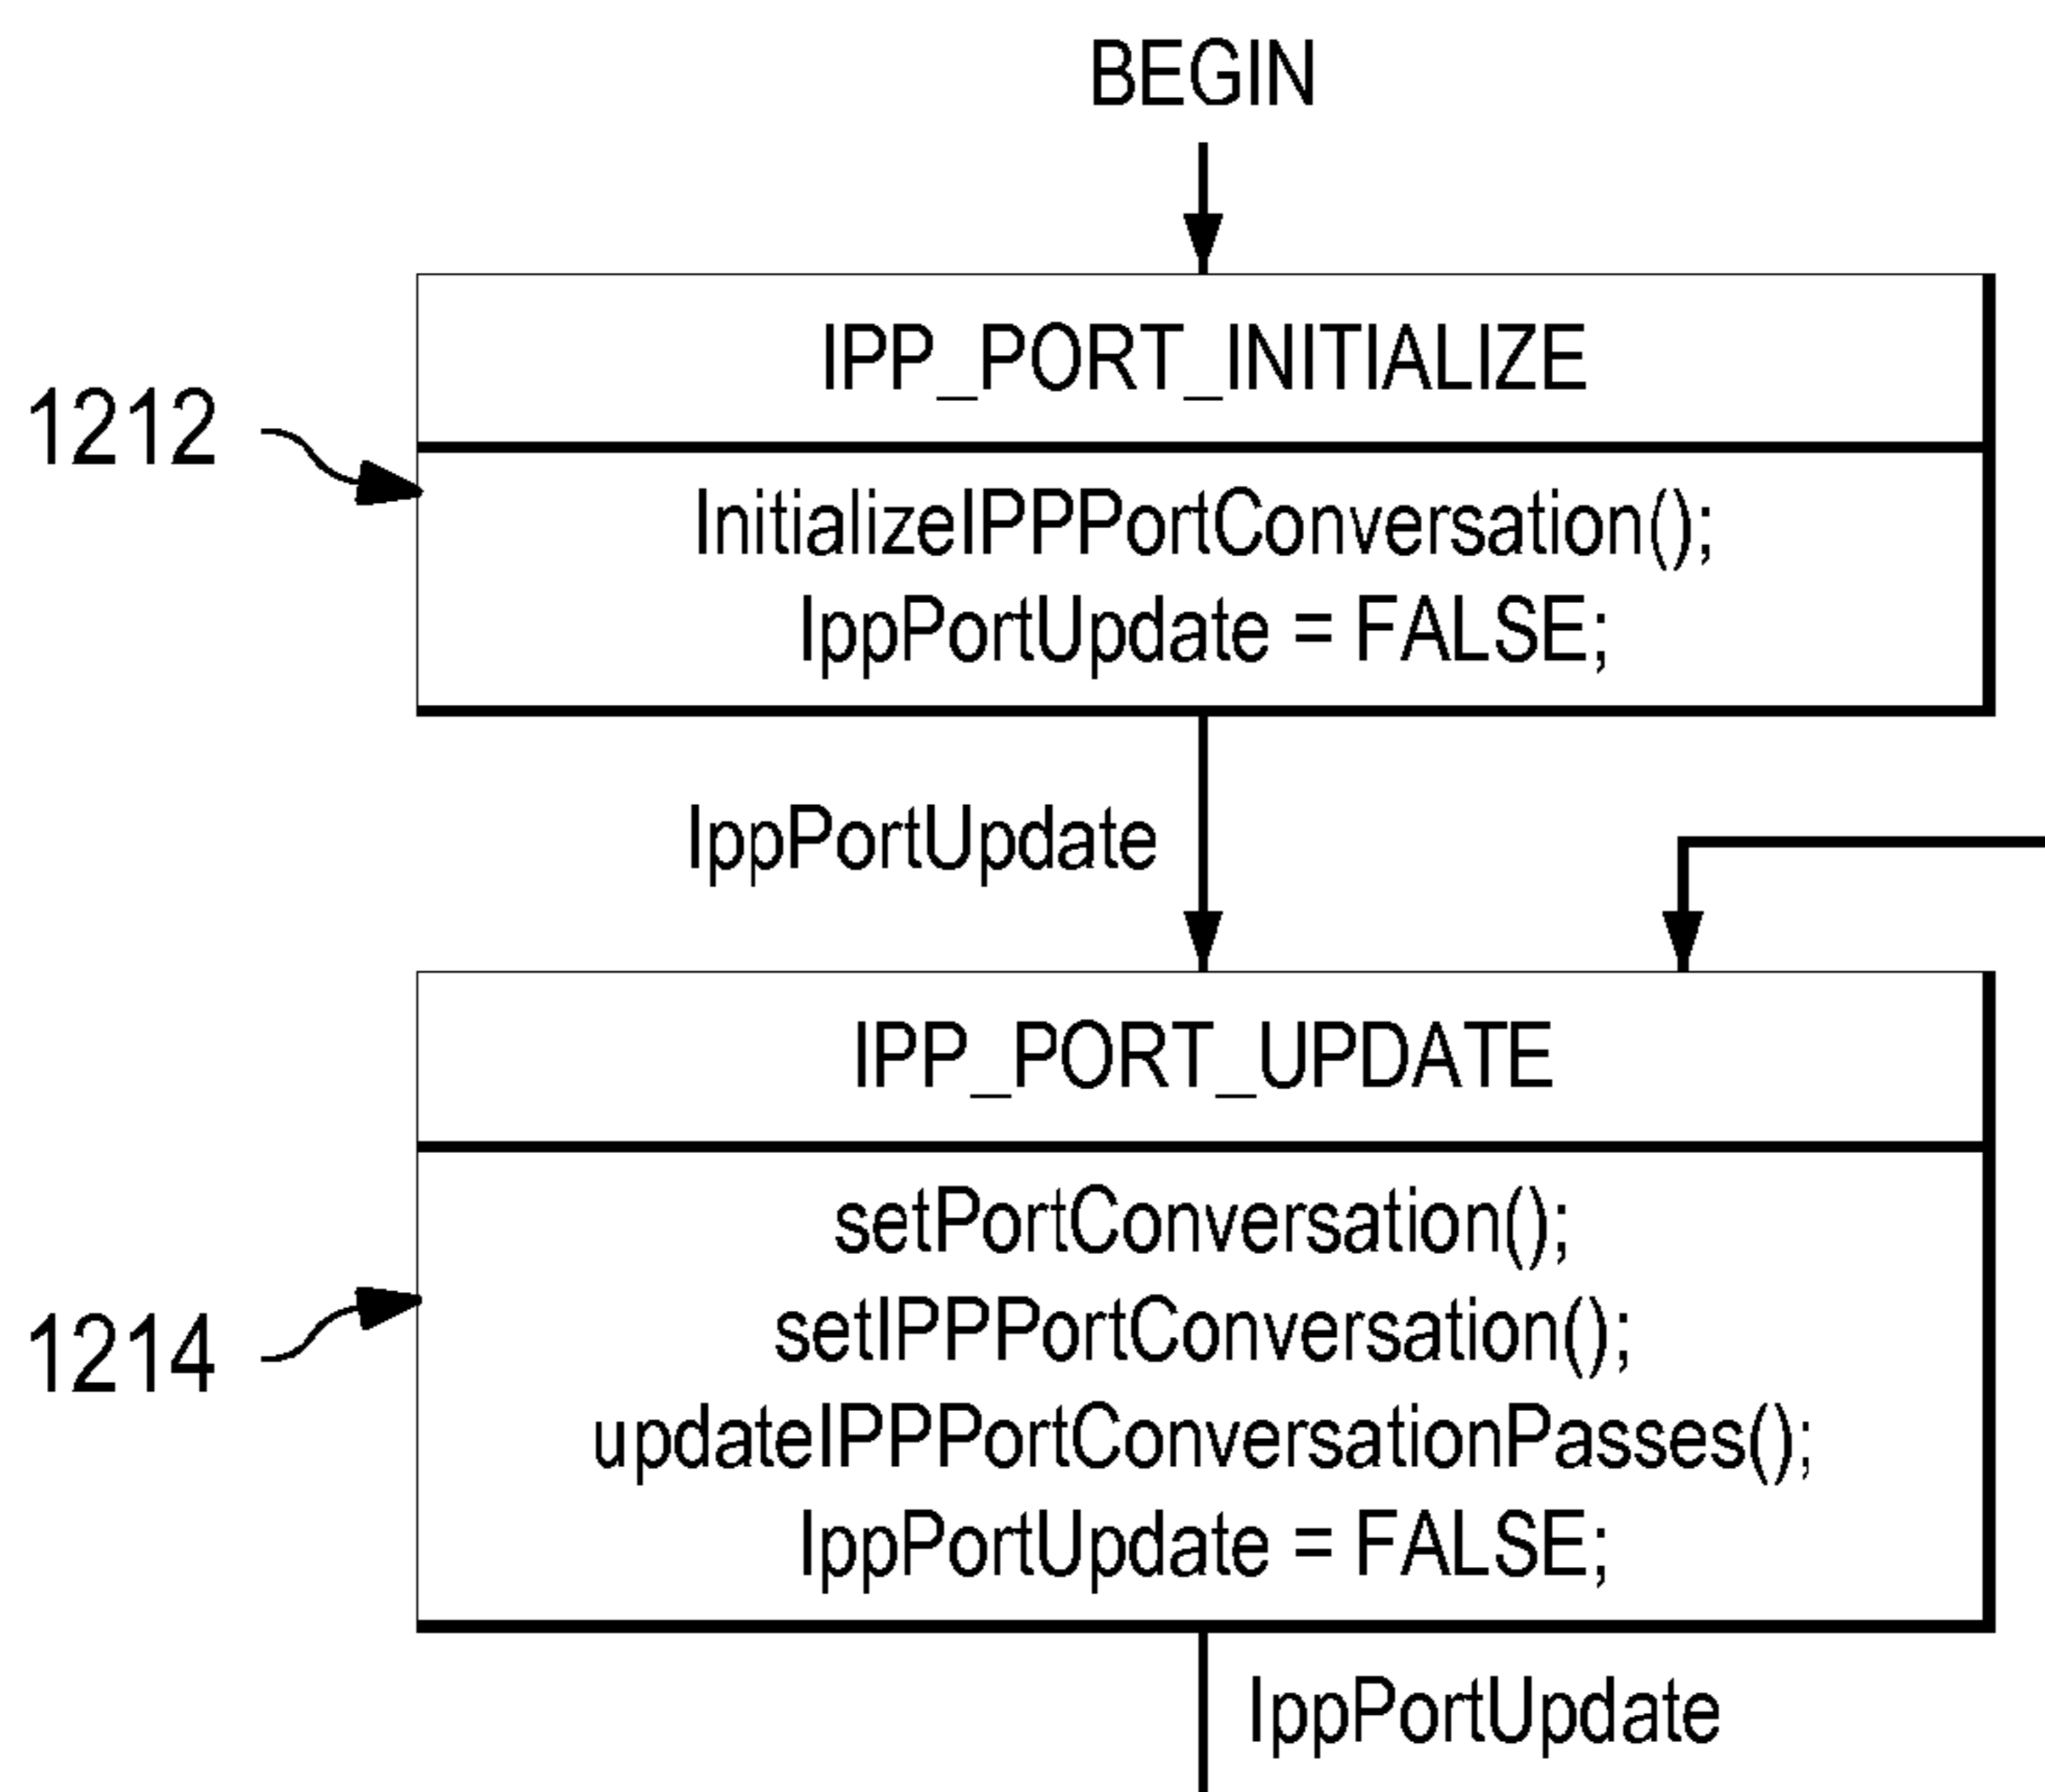 BEGIN
IPP_PORT_INITIALIZE
1212
InitializeIPPPortConversation();
IppPortUpdate = FALSE;
IppPortUpdate
IPP_PORT_UPDATE
setPortConversation();
1214
setIPPPortConversation();
updateIPPPortConversationPasses();
IppPortUpdate = FALSE;
IppPortUpdate